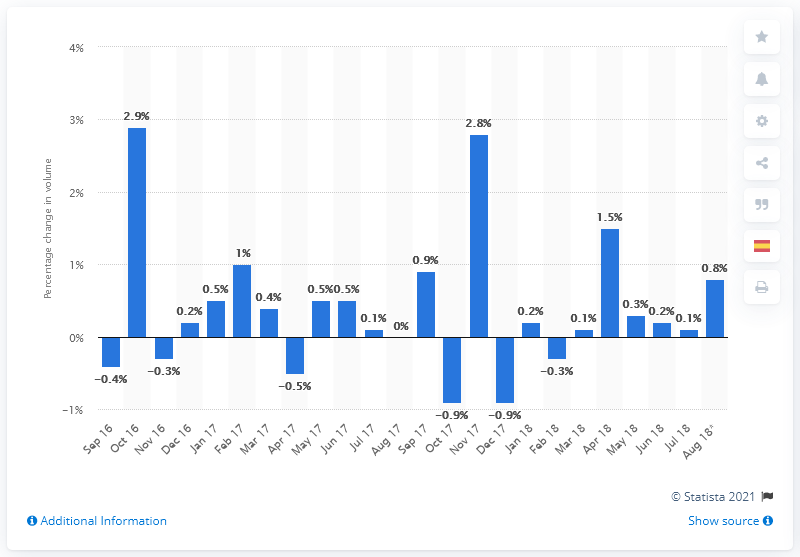 4%
3%
2%
1%
0%
−1%
Percentage change in volume
−0.4%
2.9%
−0.3%
0.2%
0.5%
1%
0.4%
−0.5%
0.5%
0.5%
0.1%
0%
0.9%
−0.9%
2.8%
−0.9%
0.2%
−0.3%
0.1%
1.5%
0.3%
0.2%
0.1%
0.8%
Sep 16
Oct 16
Nov 16
Dec 16
Jan 17
Feb 17
Mar 17
Apr 17
May 17
Jun 17
Jul 17
Aug 17
Sep 17
Oct 17
Nov 17
Dec 17
Jan 18
Feb 18
Mar 18
Apr 18
May 18
Jun 18
Jul 18
Aug 18*
© Statista 2021
Additional Information
Show source